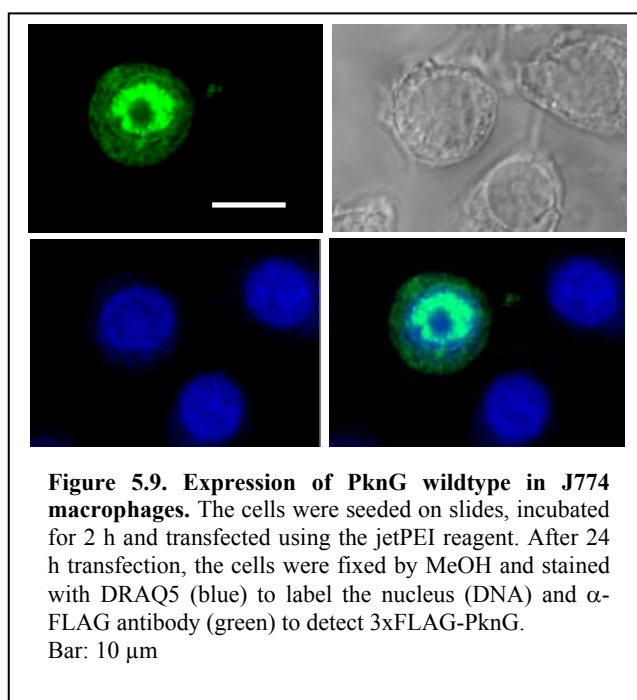 Figure 5.9. Expression of PknG wildtype in J774
macrophages. The cells were seeded on slides, incubated
for 2 h and transfected using the jetPEI reagent. After 24
h transfection, the cells were fixed by MeOH and stained
with DRAQ5 (blue) to label the nucleus (DNA) and α-
FLAG antibody (green) to detect 3xFLAG-PknG.
Bar: 10 µm